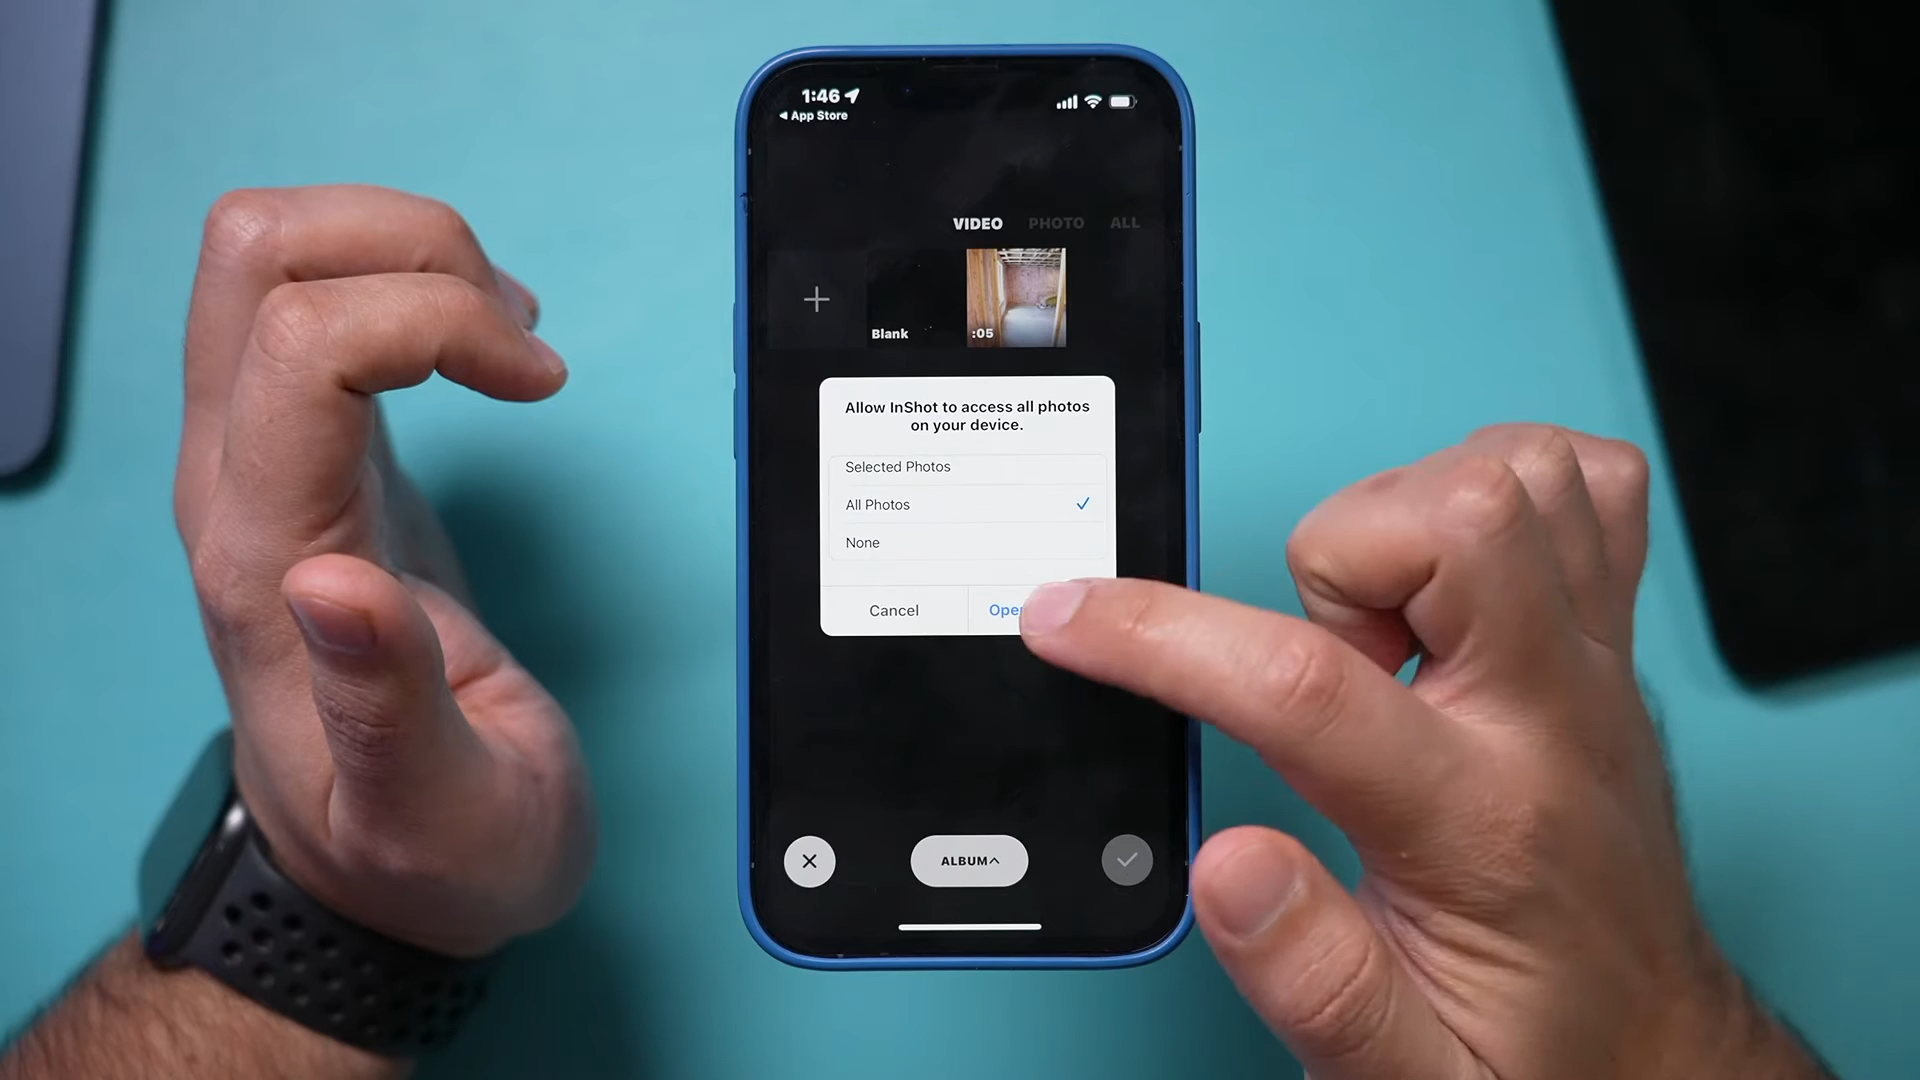 1:46
◀ App Store
VIDEO PHOTO ALL
Blank
:05
Allow InShot to access all photos
on your device.
Selected Photos
All Photos
None
Cancel
ALBUM^